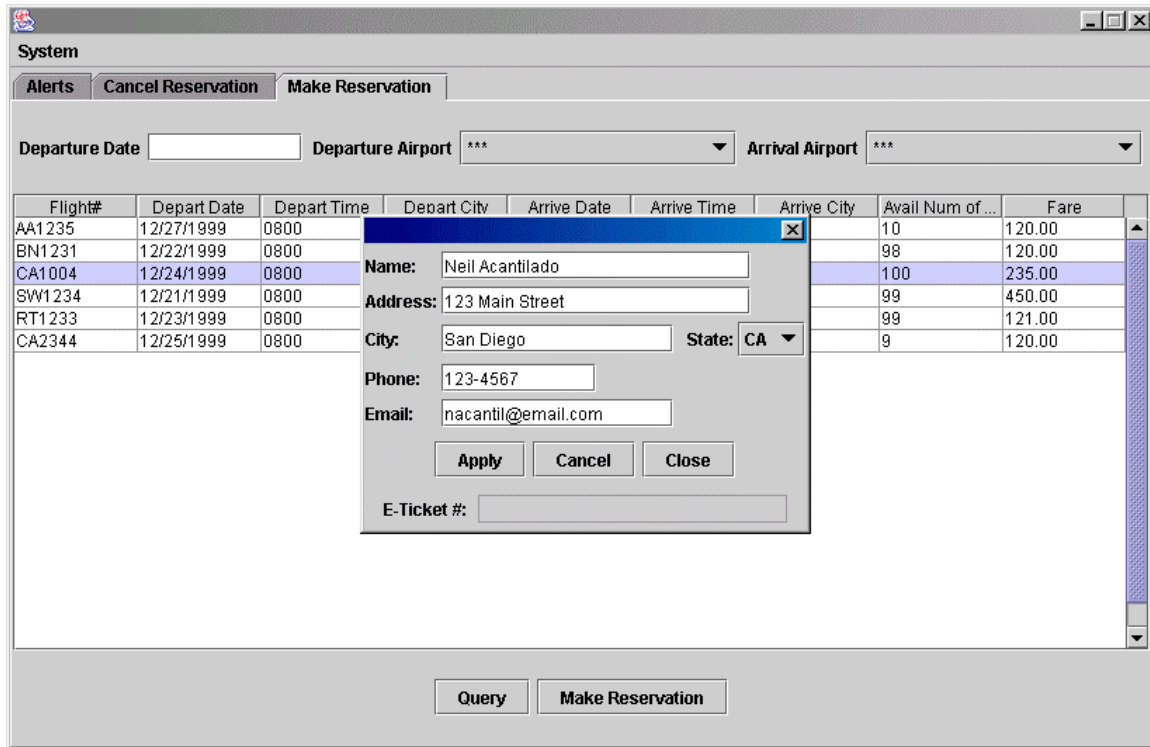 System
Alerts Cancel Reservation Make Reservation
Departure Date Departure Airport *** Arrival Airport ***
Flight# Depart Date Depart Time Depart City Arrive Date Arrive Time Arrive City Avail Num of ... Fare
AA1235 12/27/1999 0800 10 120.00
BN1231 12/22/1999 0800 98 120.00
CA1004 12/24/1999 0800 100 235.00
SW1234 12/21/1999 0800 99 450.00
RT1233 12/23/1999 0800 99 121.00
CA2344 12/25/1999 0800 9 120.00
Name: Neil Acantilado
Address: 123 Main Street
City: San Diego State: CA
Phone: 123-4567
Email: nacantil@email.com
Apply Cancel Close
E-Ticket #:
Query Make Reservation